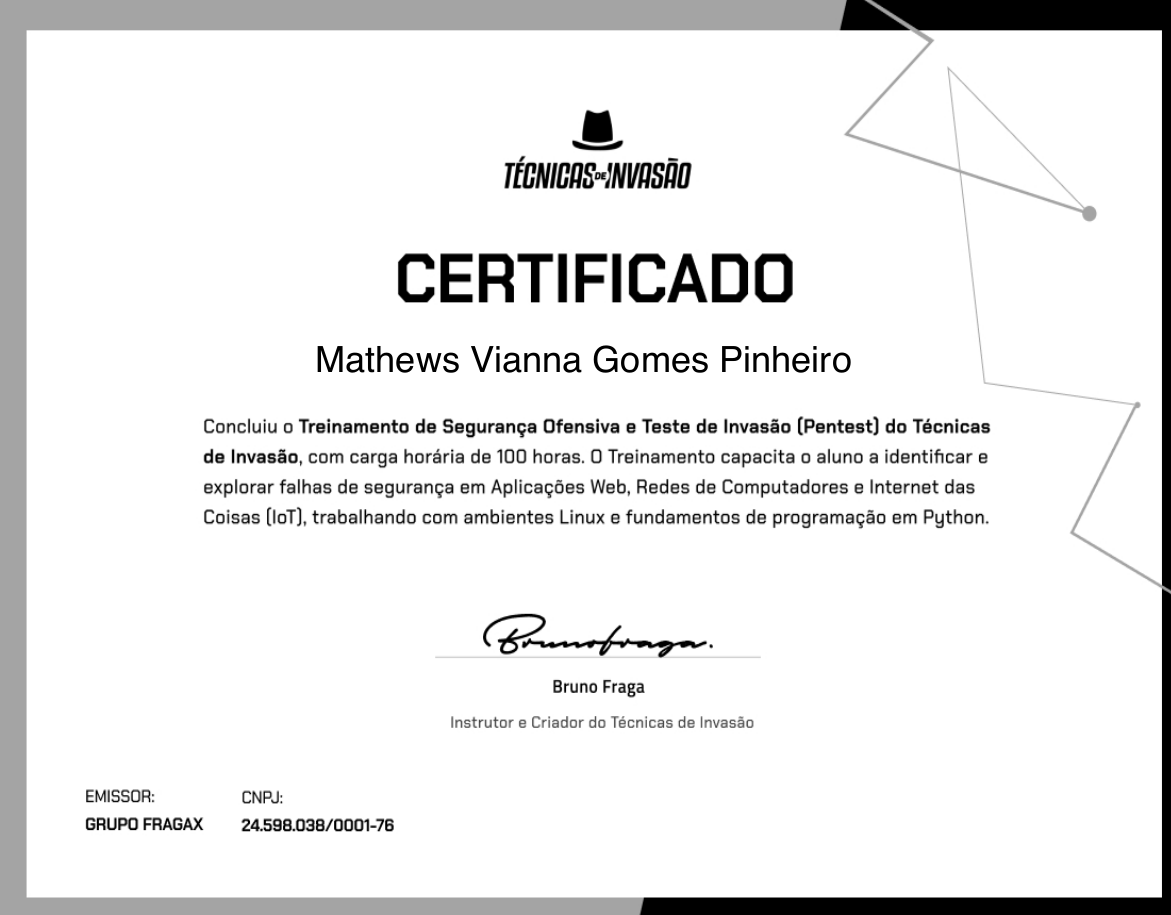 TÉCNICAS DE INVASÃO
CERTIFICADO
Mathews Vianna Gomes Pinheiro
Concluiu o Treinamento de Segurança Ofensiva e Teste de Invasão (Pentest) do Técnicas
de Invasão, com carga horária de 100 horas. O Treinamento capacita o aluno a identificar e
explorar falhas de segurança em Aplicações Web, Redes de Computadores e Internet das
Coisas (IoT), trabalhando com ambientes Linux e fundamentos de programação em Python.
Brunofraga.
Bruno Fraga
Instrutor e Criador do Técnicas de Invasão
EMISSOR: CNPJ:
GRUPO FRAGAX 24.598.038/0001-76